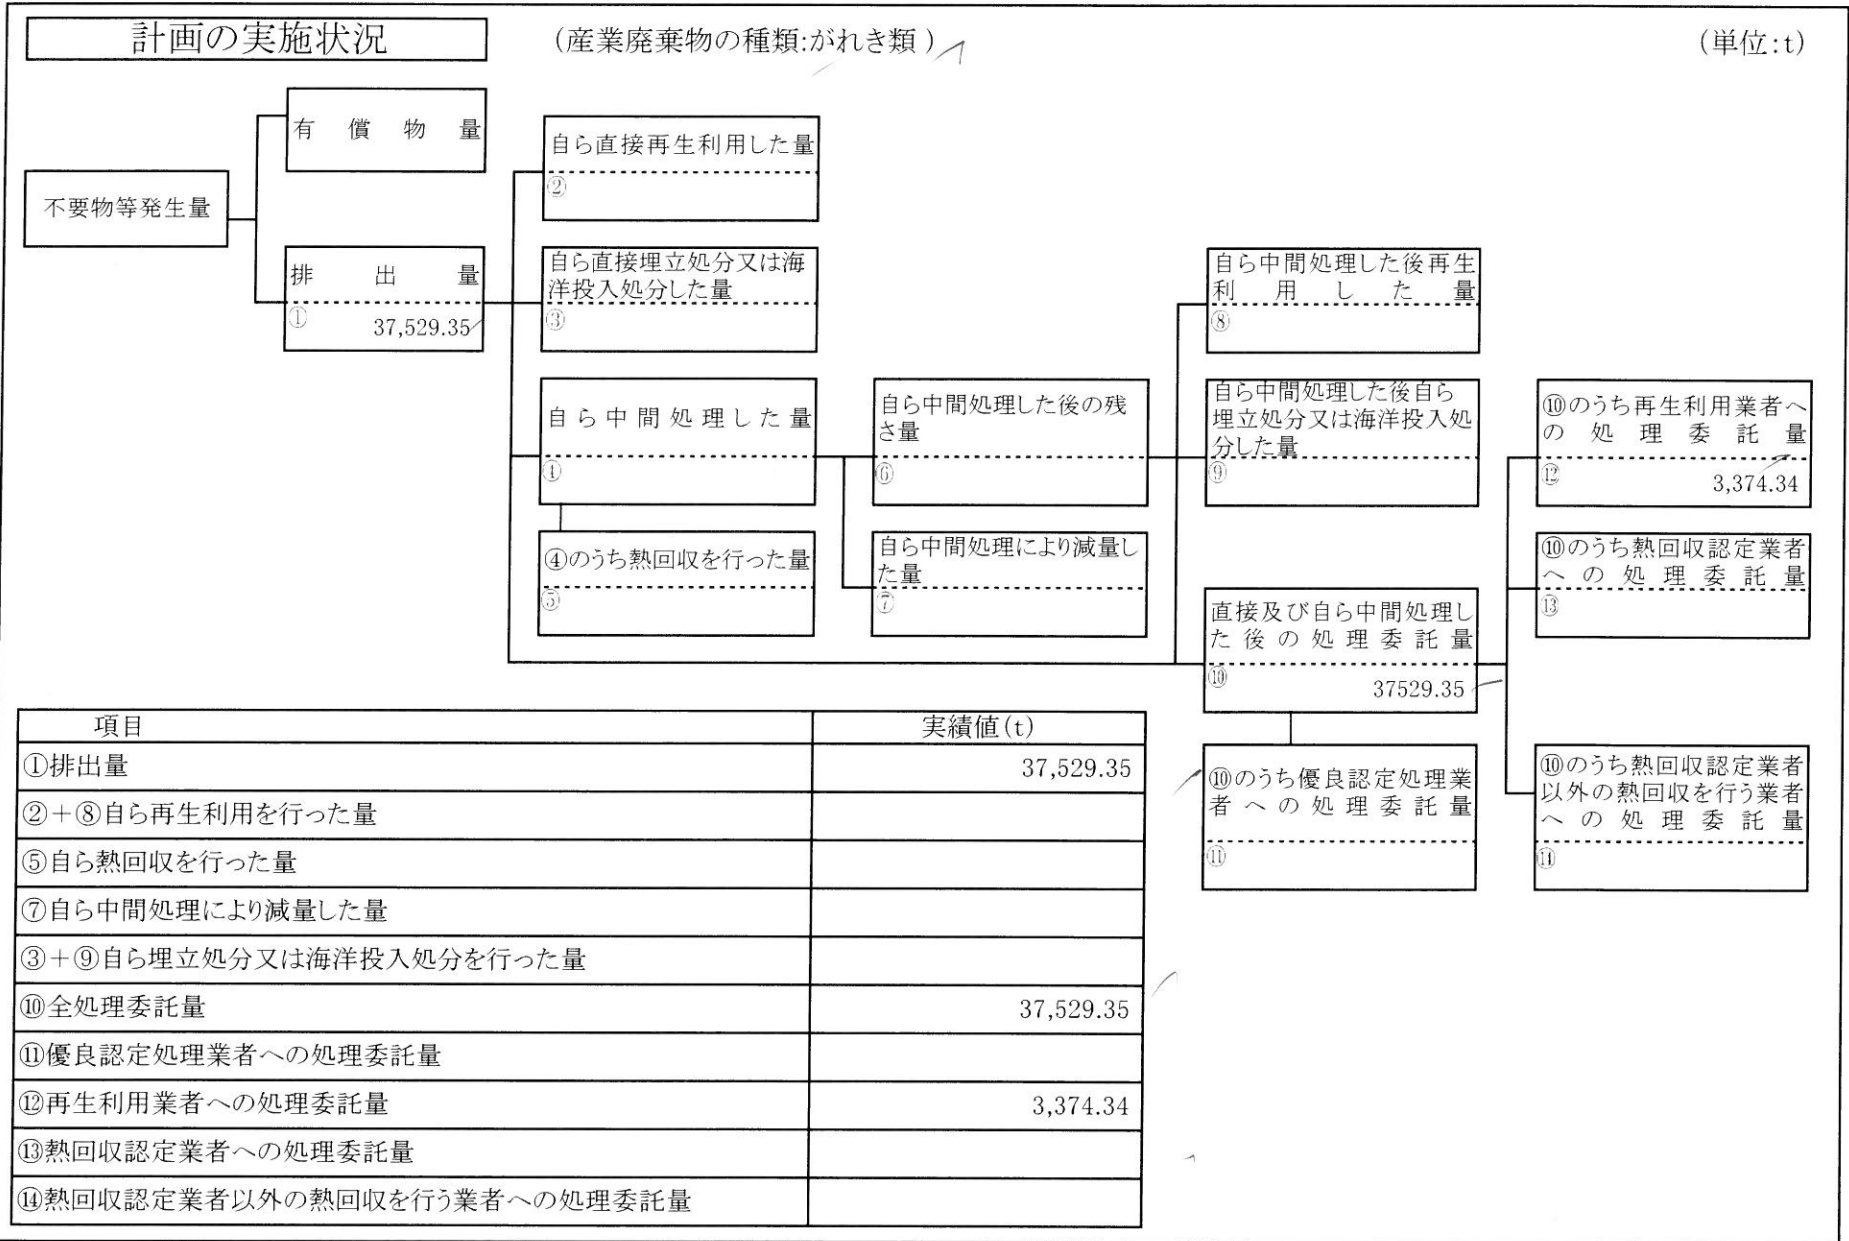 計画の実施状況
(産業廃棄物の種類:がれき類)
(単位:t)
有償物量
不要物等発生量
排出量
①
37,529.35
自ら直接再生利用した量
②
自ら直接埋立処分又は海
洋投入処分した量
③
自ら中間処理した量
④
④のうち熱回収を行った量
⑤
自ら中間処理した後の残
さ量
⑥
自ら中間処理により減量し
た量
⑦
自ら中間処理した後再生
利用した量
⑧
自ら中間処理した後自ら
埋立処分又は海洋投入処
分した量
⑨
直接及び自ら中間処理し
た後の処理委託量
⑩
37529.35
⑩のうち優良認定処理業
者への処理委託量
⑪
⑩のうち再生利用業者へ
の処理委託量
⑫
3,374.34
⑩のうち熱回収認定業者
への処理委託量
⑬
⑩のうち熱回収認定業者
以外の熱回収を行う業者
への処理委託量
⑭
項目 実績値(t)
①排出量 37,529.35
②+⑧自ら再生利用を行った量
⑤自ら熱回収を行った量
⑦自ら中間処理により減量した量
③+⑨自ら埋立処分又は海洋投入処分を行った量
⑩全処理委託量 37,529.35
⑪優良認定処理業者への処理委託量
⑫再生利用業者への処理委託量 3,374.34
⑬熱回収認定業者への処理委託量
⑭熱回収認定業者以外の熱回収を行う業者への処理委託量